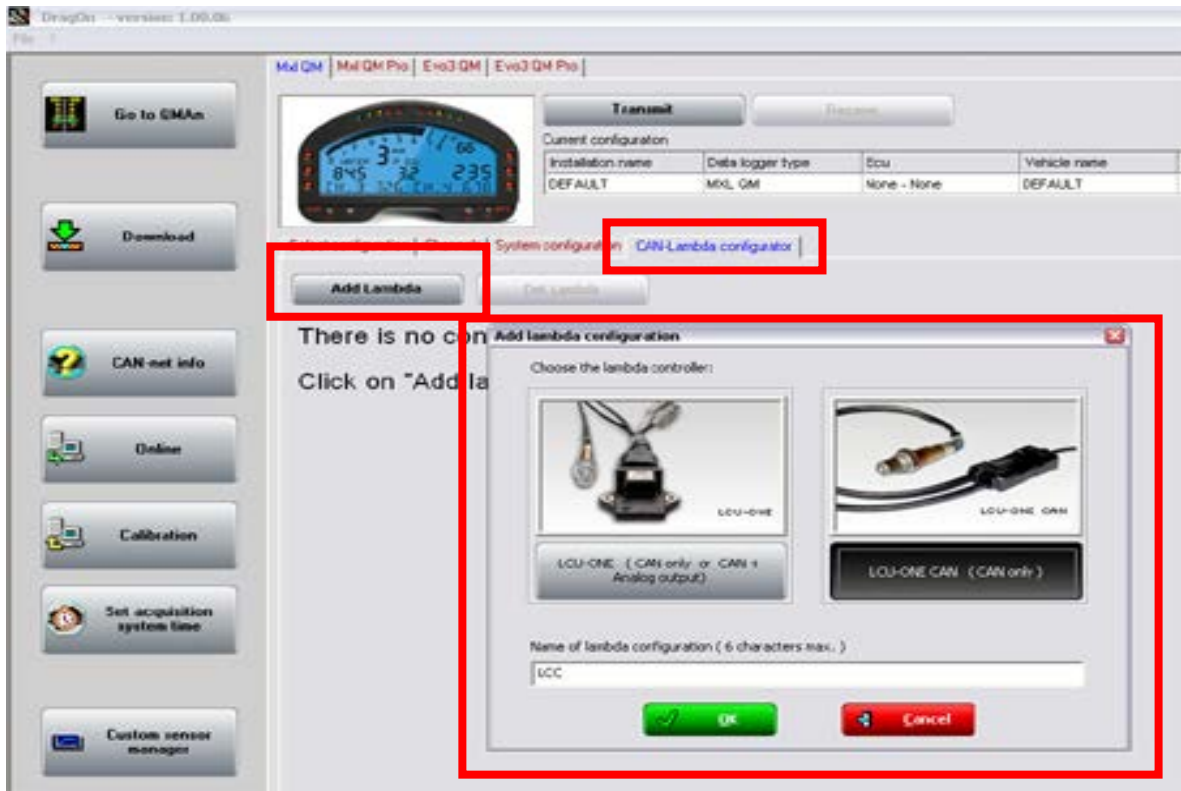 DragOn - version: 1.00.06
File ?
Go to GMAn
Download
CAN-net info
Online
Calibration
Set acquisition
system time
Custom sensor
manager
Mxl QM Mxl QM Pro Evo3 QM Evo3 QM Pro
Transmit Receive
Current configuration
Installation name Data logger type Ecu Vehicle name
DEFAULT MXL QM None - None DEFAULT
System configuration CAN-Lambda configurator
Add Lambda Del Lambda
There is no con
Click on "Add la
Add lambda configuration
Choose the lambda controller:
LCU-ONE
LCU-ONE CAN
LCU-ONE ( CAN only or CAN +
Analog output)
LCU-ONE CAN ( CAN only )
Name of lambda configuration ( 6 characters max. )
LCC
OK Cancel